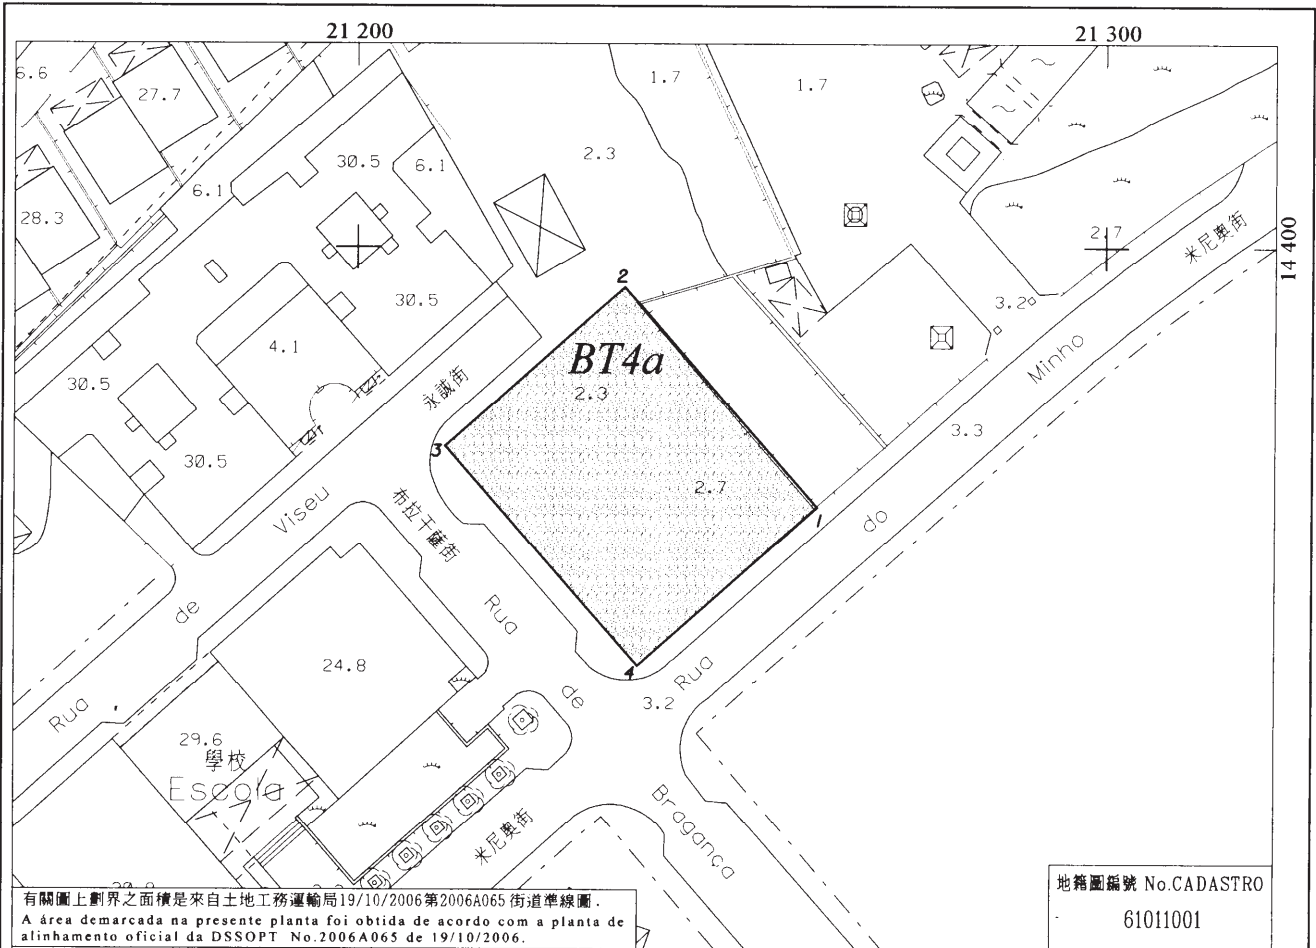 21 200
21 300
14 400
6.6
27.7
1.7
1.7
30.5
6.1
2.3
6.1
28.3
2.7
米尼奧街
2
30.5
3.2
4.1
BT4a
Minho
30.5
2.3
永誠街
3.3
3
30.5
2.7
Viseu
布拉干薩街
1
do
de
Rua
24.8
4
Rua
de
3.2
Rua
29.6
學校
Escola
Bragança
米尼奧街
地籍圖編號 No.CADASTRO
61011001
有關圖上劃界之面積是來自土地工務運輸局19/10/2006第2006A065 街道準線圖.
A área demarcada na presente planta foi obtida de acordo com a planta de
alinhamento oficial da DSSOPT No.2006A065 de 19/10/2006.